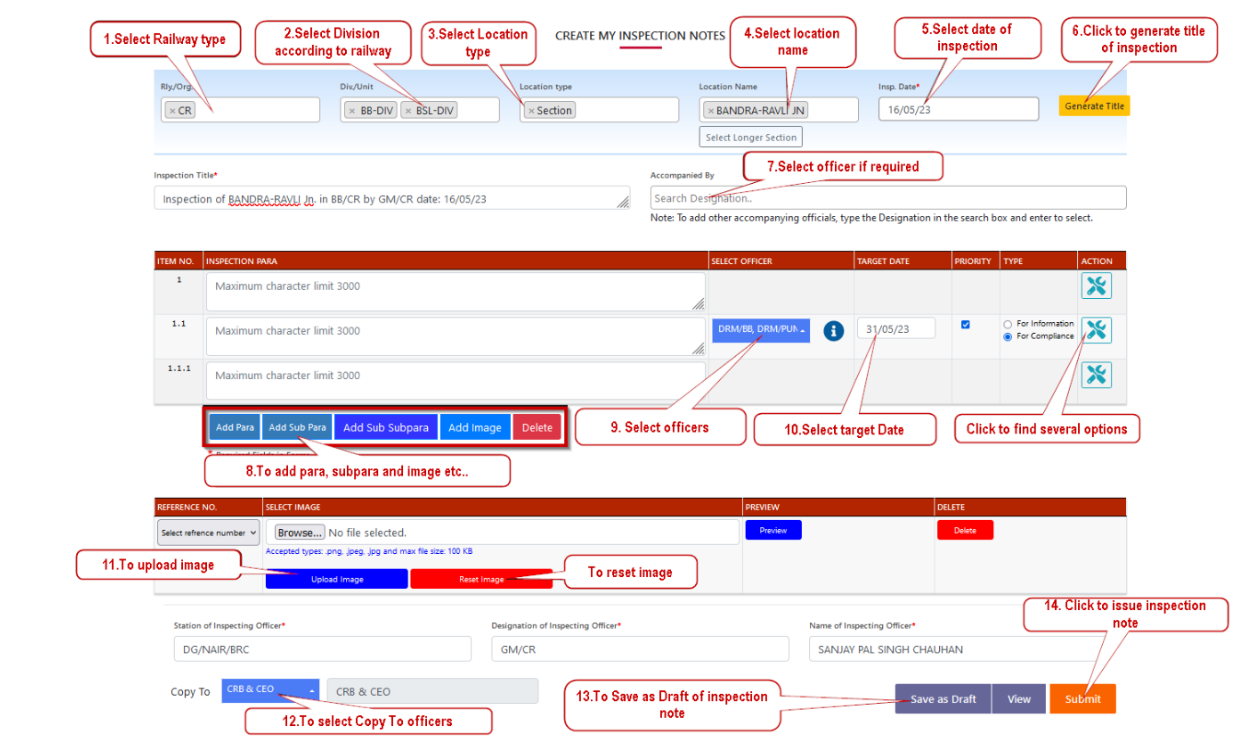 1.Select Railway type
2.Select Division
according to railway
3.Select Location
type
CREATE MY INSPECTION NOTES
4.Select location
name
5.Select date of
inspection
6.Click to generate title
of inspection
Rly/Org.
Div./Unit
Location type
Location Name
Insp. Date*
× CR
× BB-DIV × BSL-DIV
× Section
× BANDRA-RAVLI JN
16/05/23
Generate Title
Select Longer Section
7.Select officer if required
Inspection Title*
Accompanied By
Inspection of BANDRA-RAVLI Jn. in BB/CR by GM/CR date: 16/05/23
Search Designation..
Note: To add other accompanying officials, type the Designation in the search box and enter to select.
ITEM NO. INSPECTION PARA SELECT OFFICER TARGET DATE PRIORITY TYPE ACTION
1 Maximum character limit 3000
1.1 Maximum character limit 3000 DRM/BB, DRM/PUN 31/05/23 For Information
For Compliance
1.1.1 Maximum character limit 3000
Add Para Add Sub Para Add Sub Subpara Add Image Delete
9. Select officers
10.Select target Date
Click to find several options
8.To add para, subpara and image etc..
REFERENCE NO. SELECT IMAGE PREVIEW DELETE
Select refrence number Browse... No file selected. Preview Delete
Accepted types: .png, .jpeg, .jpg and max file size: 100 KB
11.To upload image
Upload Image Reset Image
To reset image
14. Click to issue inspection
note
Station of Inspecting Officer* Designation of Inspecting Officer* Name of Inspecting Officer*
DG/NAIR/BRC GM/CR SANJAY PAL SINGH CHAUHAN
Copy To CRB & CEO CRB & CEO
13.To Save as Draft of inspection
note
Save as Draft View Submit
12.To select Copy To officers